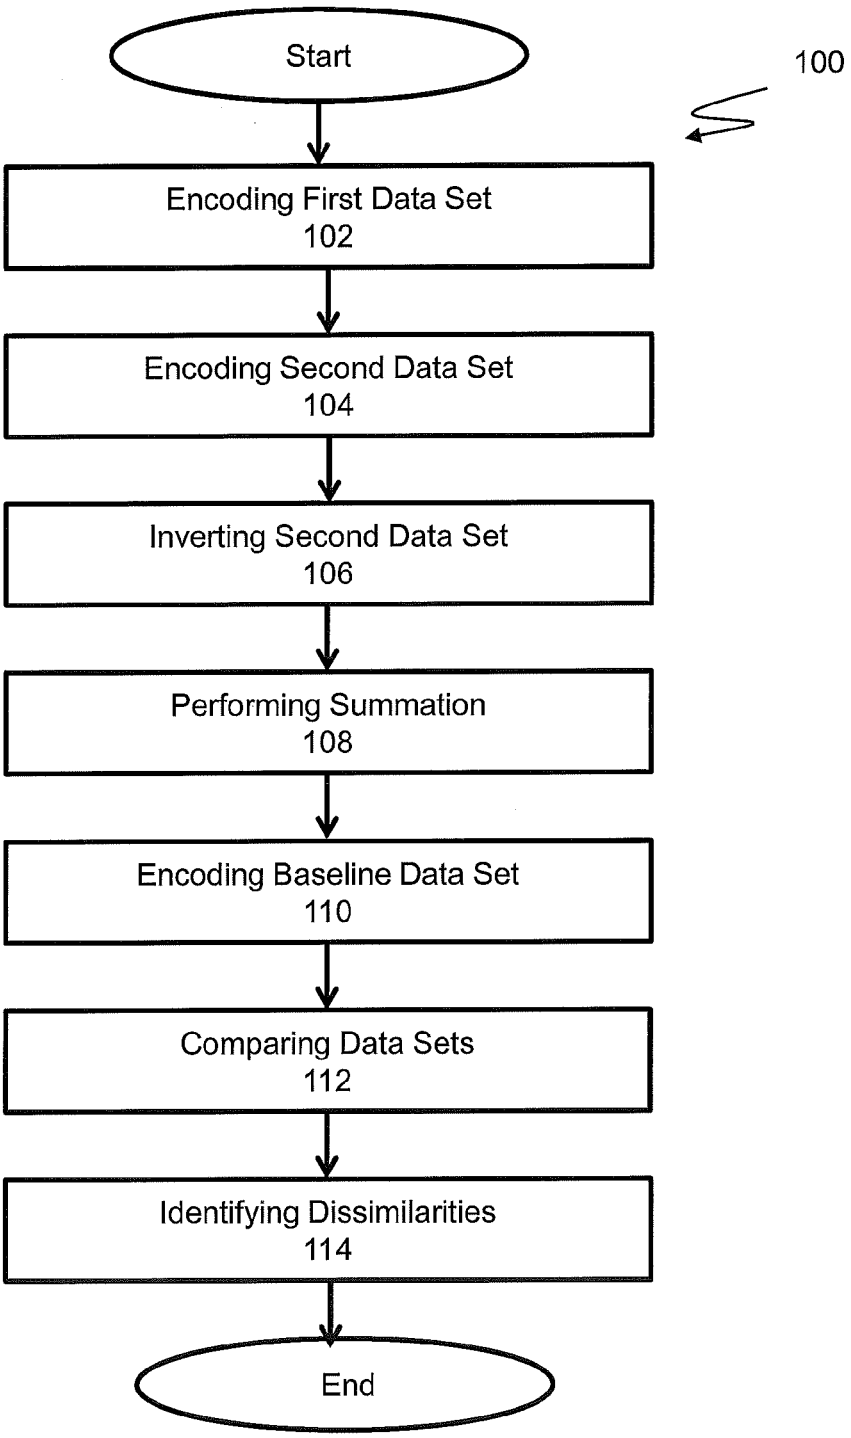 Start
100
Encoding First Data Set
102
Encoding Second Data Set
104
Inverting Second Data Set
106
Performing Summation
108
Encoding Baseline Data Set
110
Comparing Data Sets
112
Identifying Dissimilarities
114
End